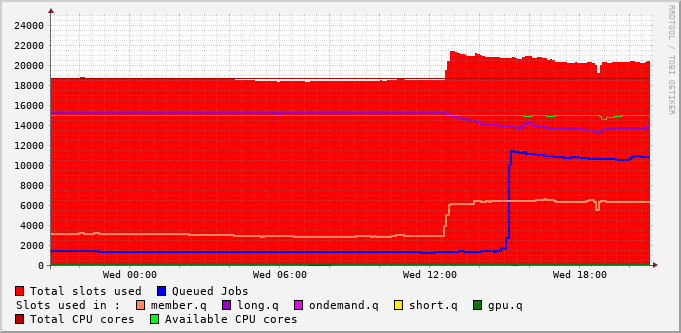 24000
22000
20000
18000
16000
14000
12000
10000
8000
6000
4000
2000
0
Wed 00:00 Wed 06:00 Wed 12:00 Wed 18:00
RRDTOOL / TOBI OETIKER
Total slots used Queued Jobs
Slots used in : member.q long.q ondemand.q short.q gpu.q
Total CPU cores Available CPU cores